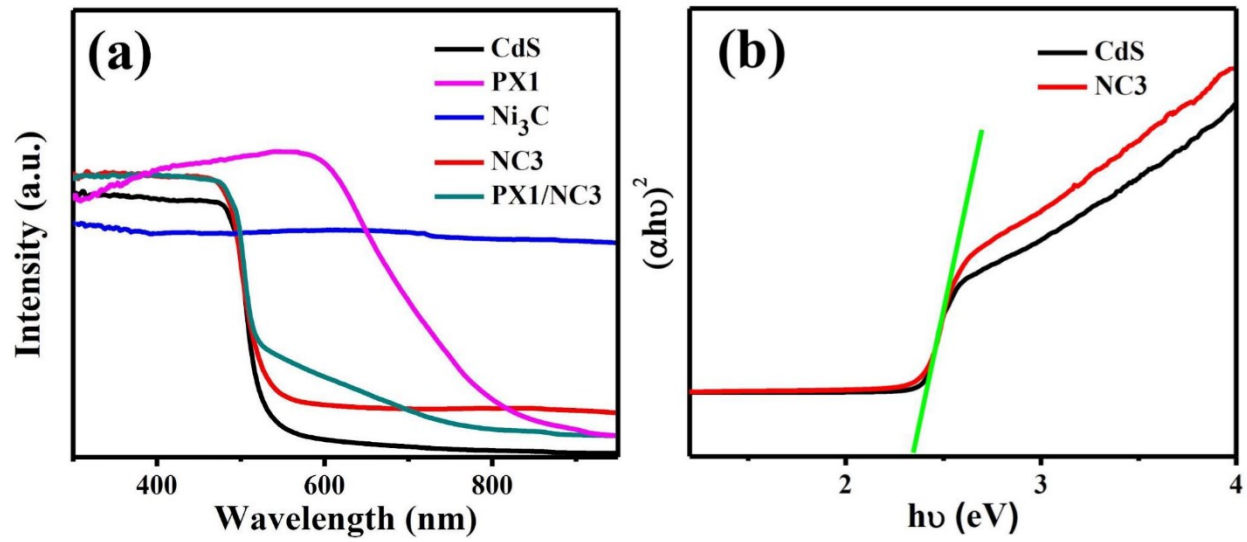 (a)
CdS
PX1
Ni₃C
NC3
PX1/NC3
Intensity (a.u.)
400
600
800
Wavelength (nm)
(b)
CdS
NC3
(αhυ)²
2
3
4
hυ (eV)